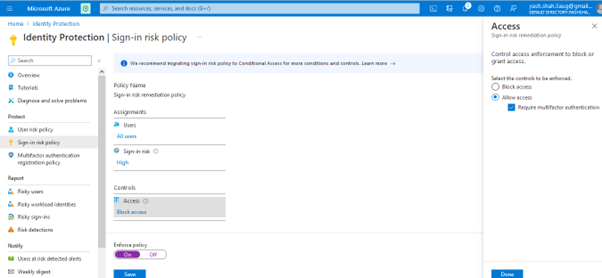 Microsoft Azure
Search resources, services, and docs (G+/)
yash.shah.5aug@gmail....
Home > Identity Protection
Identity Protection | Sign-in risk policy ...
Search
Overview
Tutorials
Diagnose and solve problems
Protect
User risk policy
Sign-in risk policy
Multifactor authentication
registration policy
Report
Risky users
Risky workload identities
Risky sign-ins
Risk detections
Notify
Users at risk detected alerts
Weekly digest
We recommend migrating sign-in risk policy to Conditional Access for more conditions and controls. Learn more →
Policy Name
Sign-in risk remediation policy
Assignments
Users
All users
Sign-in risk
High
Controls
Access
Block access
Enforce policy
On Off
Save
Access
Sign-in risk remediation policy
Control access enforcement to block or
grant access.
Select the controls to be enforced.
Block access
Allow access
Require multifactor authentication
Done